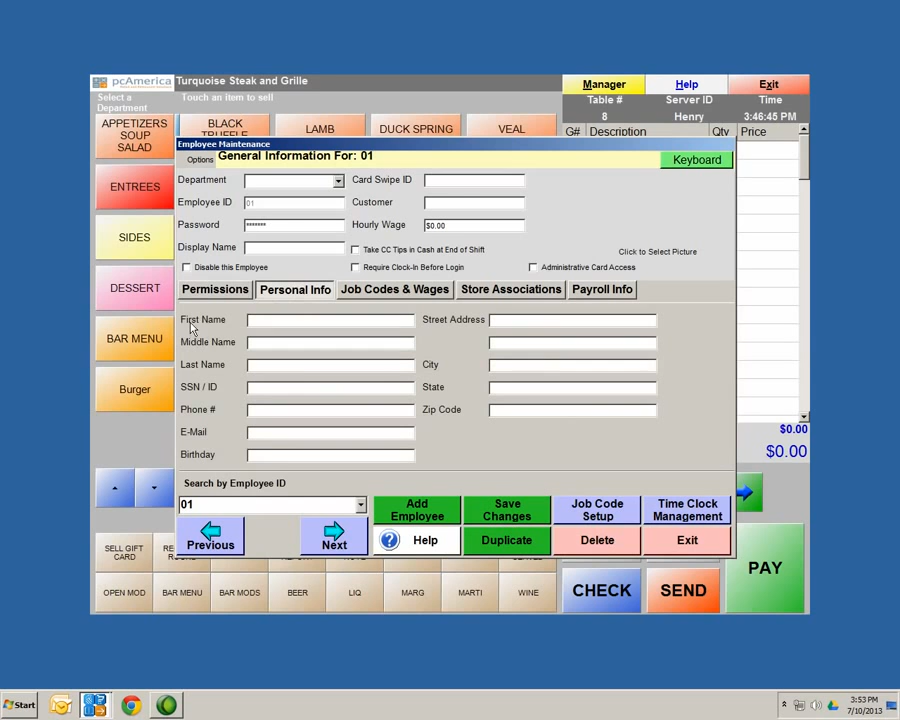 pcAmerica
Turquoise Steak and Grille
Manager
Help
Exit
Select a
Department
Touch an item to sell
Table #
Server ID
Time
8
Henry
3:46:45 PM
APPETIZERS
SOUP
SALAD
BLACK
TRUFFLE
LAMB
DUCK SPRING
VEAL
G#
Description
Qty
Price
Employee Maintenance
Options
General Information For: 01
Keyboard
Department
Card Swipe ID
ENTREES
Employee ID
01
Customer
Password
*******
Hourly Wage
$0.00
SIDES
Display Name
Take CC Tips in Cash at End of Shift
Click to Select Picture
Disable this Employee
Require Clock-In Before Login
Administrative Card Access
DESSERT
Permissions
Personal Info
Job Codes & Wages
Store Associations
Payroll Info
First Name
Street Address
BAR MENU
Middle Name
Last Name
City
SSN / ID
State
Burger
Phone #
Zip Code
E-Mail
$0.00
Birthday
$0.00
Search by Employee ID
01
Add
Employee
Save
Changes
Job Code
Setup
Time Clock
Management
Previous
Next
Help
Duplicate
Delete
Exit
SELL GIFT
CARD
PAY
OPEN MOD
BAR MENU
BAR MODS
BEER
LIQ
MARG
MARTI
WINE
CHECK
SEND
Start
3:53 PM
7/10/2013